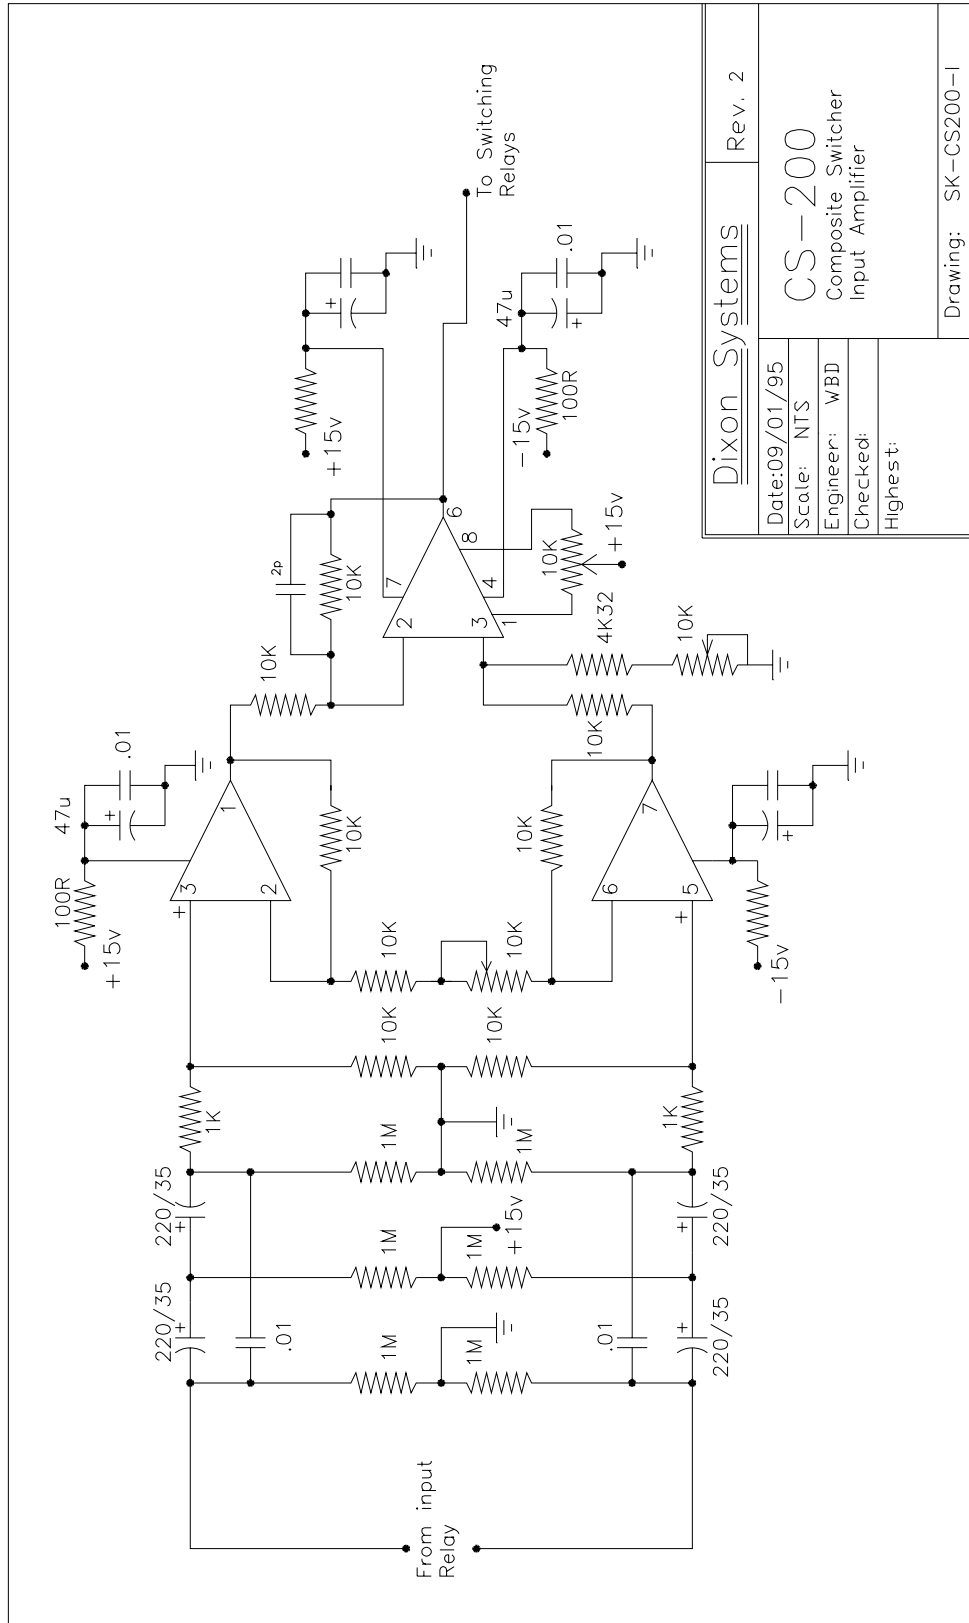 From input
Relay
220/35
+
220/35
+
.01
1M
1M
1M
1M
+15v
1M
1M
.01
+
220/35
+
220/35
1K
1K
10K
10K
10K
10K
100R
+15v
47u
+
.01
+
3
2
1
10K
10K
6
5
+
7
-15v
+
10K
10K
2p
10K
2
3
7
4
1
8
6
4K32
10K
10K
+15v
+15v
+
-15v
100R
47u
+
.01
To Switching
Relays
Dixon Systems
Rev. 2
Date:09/01/95
Scale: NTS
Engineer: WBD
Checked:
Highest:
CS-200
Composite Switcher
Input Amplifier
Drawing: SK-CS200-I